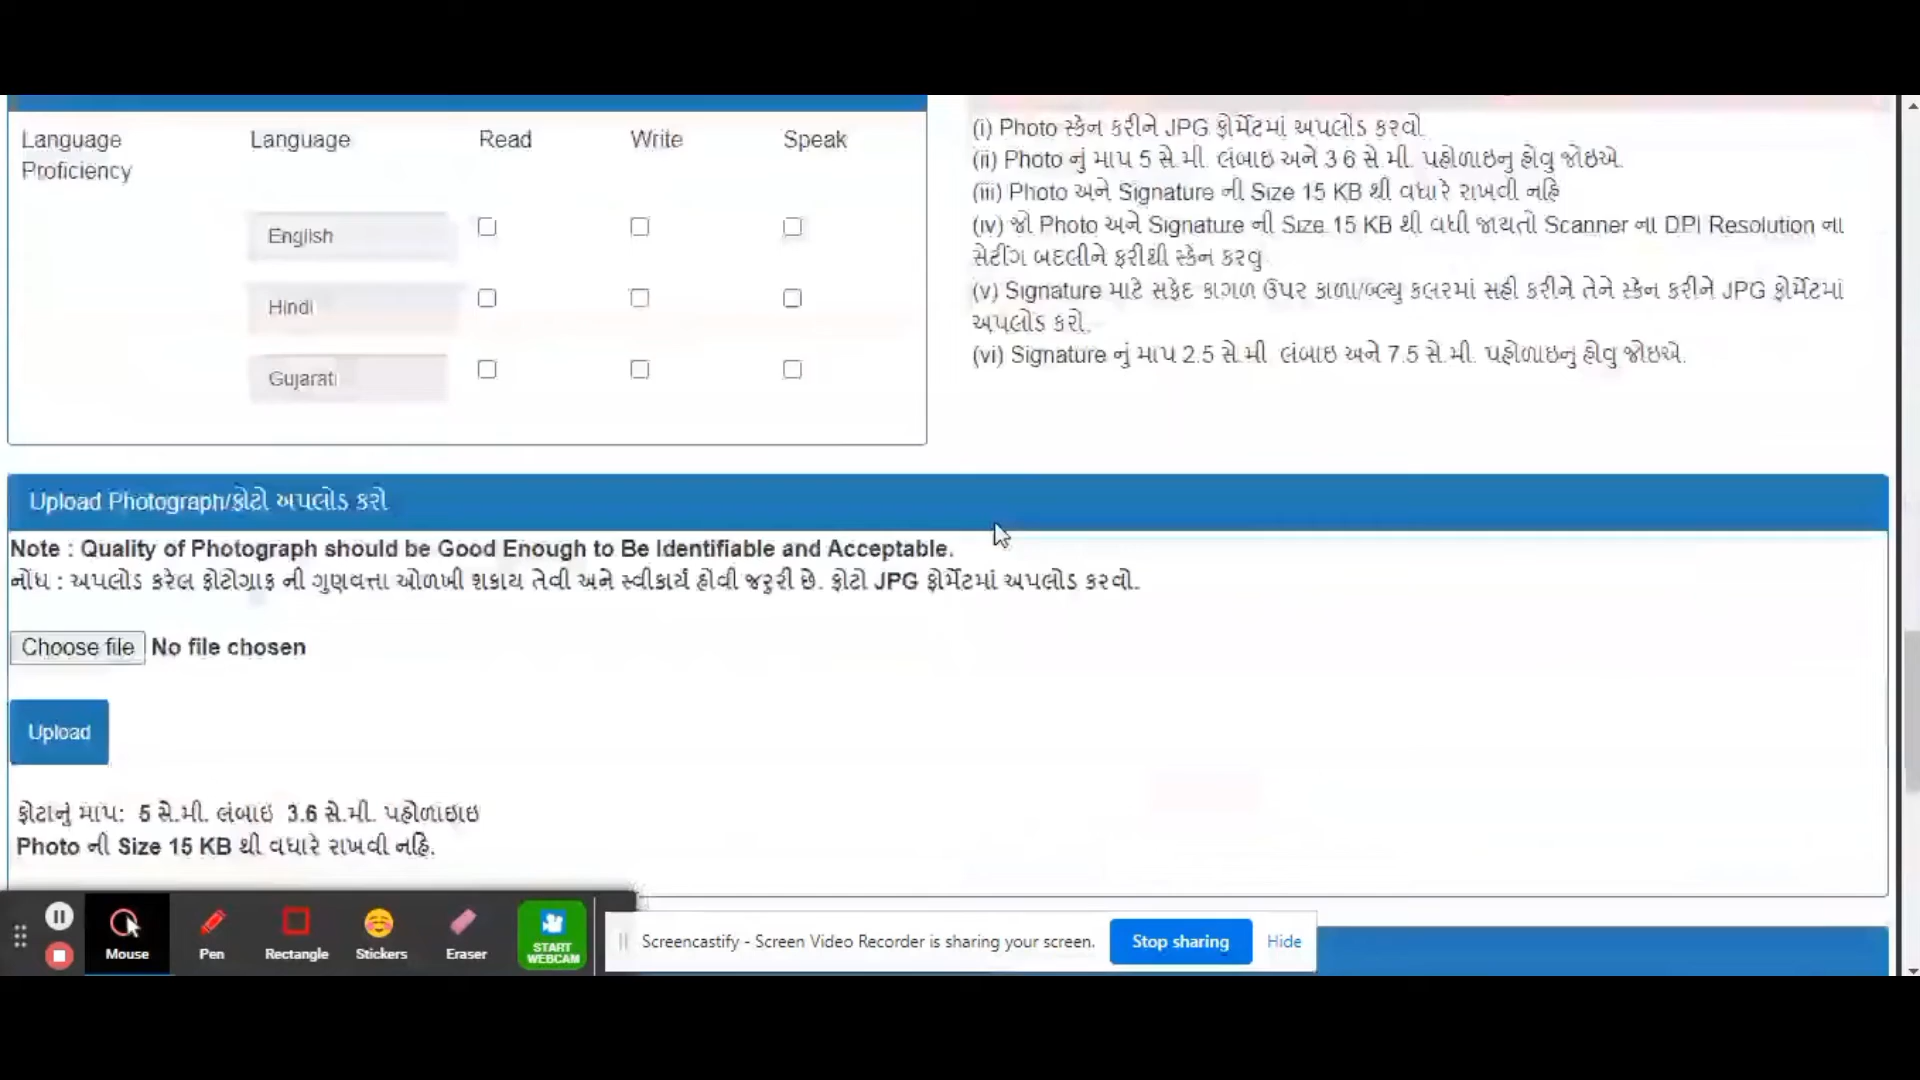 Language Proficiency
Language
Read
Write
Speak
English
Hindi
Gujarati
(i) Photo સ્કેન કરીને JPG ફોર્મેટમાં અપલોડ કરવો.
(ii) Photo નું માપ 5 સે.મી. લંબાઇ અને 3.6 સે.મી. પહોળાઇનુ હોવુ જોઇએ.
(iii) Photo અને Signature ની Size 15 KB થી વધારે રાખવી નહિ
(iv) જો Photo અને Signature ની Size 15 KB થી વધી જાયતો Scanner ના DPI Resolution ના
સેટીંગ બદલીને ફરીથી સ્કેન કરવુ
(v) Signature માટે સફેદ કાગળ ઉપર કાળા/બ્લ્યુ કલરમાં સહી કરીને તેને સ્કેન કરીને JPG ફોર્મેટમાં
અપલોડ કરો.
(vi) Signature નું માપ 2.5 સે.મી લંબાઇ અને 7.5 સે.મી. પહોળાઇનું હોવુ જોઇએ.
Upload Photograph/ફોટો અપલોડ કરો
Note : Quality of Photograph should be Good Enough to Be Identifiable and Acceptable.
નોંધ : અપલોડ કરેલ ફોટોગ્રાફ ની ગુણવત્તા ઓળખી શકાય તેવી અને સ્વીકાર્ય હોવી જરૂરી છે. ફોટો JPG ફોર્મેટમાં અપલોડ કરવો.
Choose file No file chosen
Upload
ફોટાનું માપ: 5 સે.મી. લંબાઇ 3.6 સે.મી. પહોળાછાઇ
Photo ની Size 15 KB થી વધારે રાખવી નહિ.
Mouse
Pen
Rectangle
Stickers
Eraser
START
WEBCAM
Screencastify - Screen Video Recorder is sharing your screen.
Stop sharing
Hide